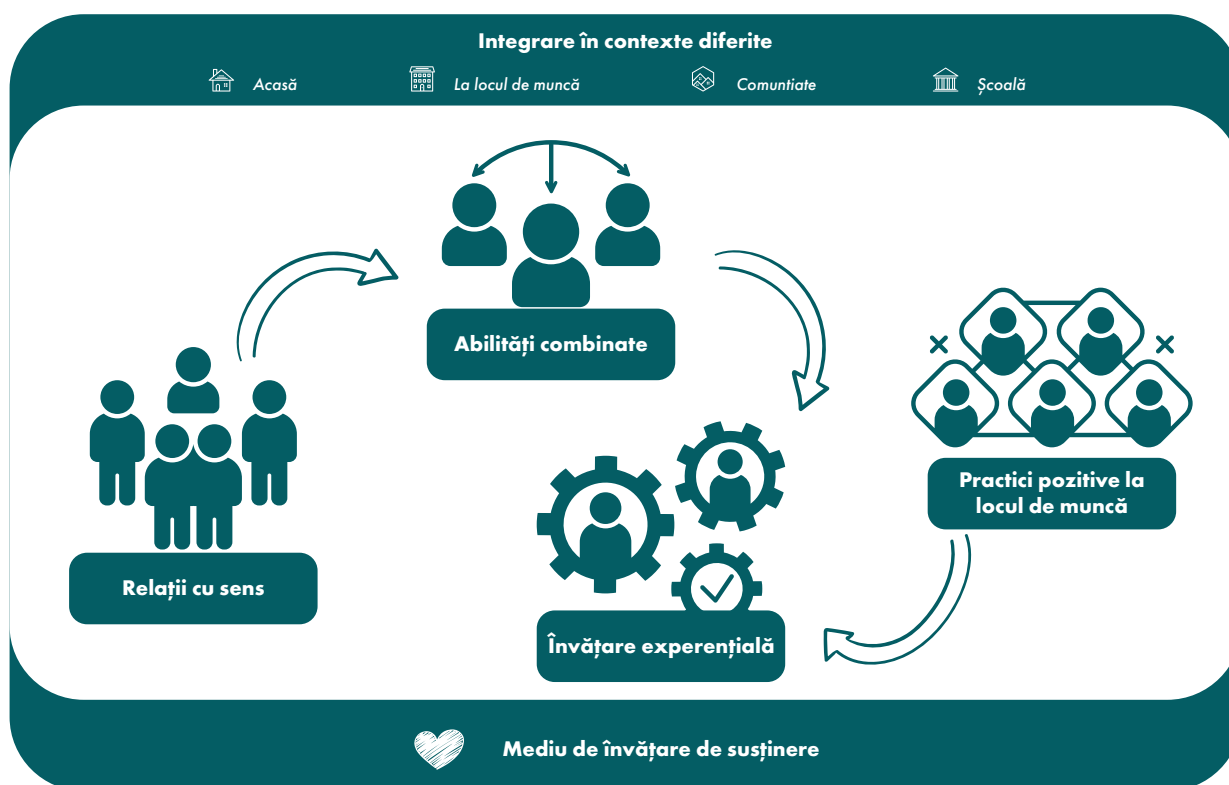 Integrare în contexte diferite
Acasă
La locul de muncă
Comuntiate
Școală
Abilități combinate
Practici pozitive la
locul de muncă
Relații cu sens
Învățare experențială
Mediu de învățare de susținere